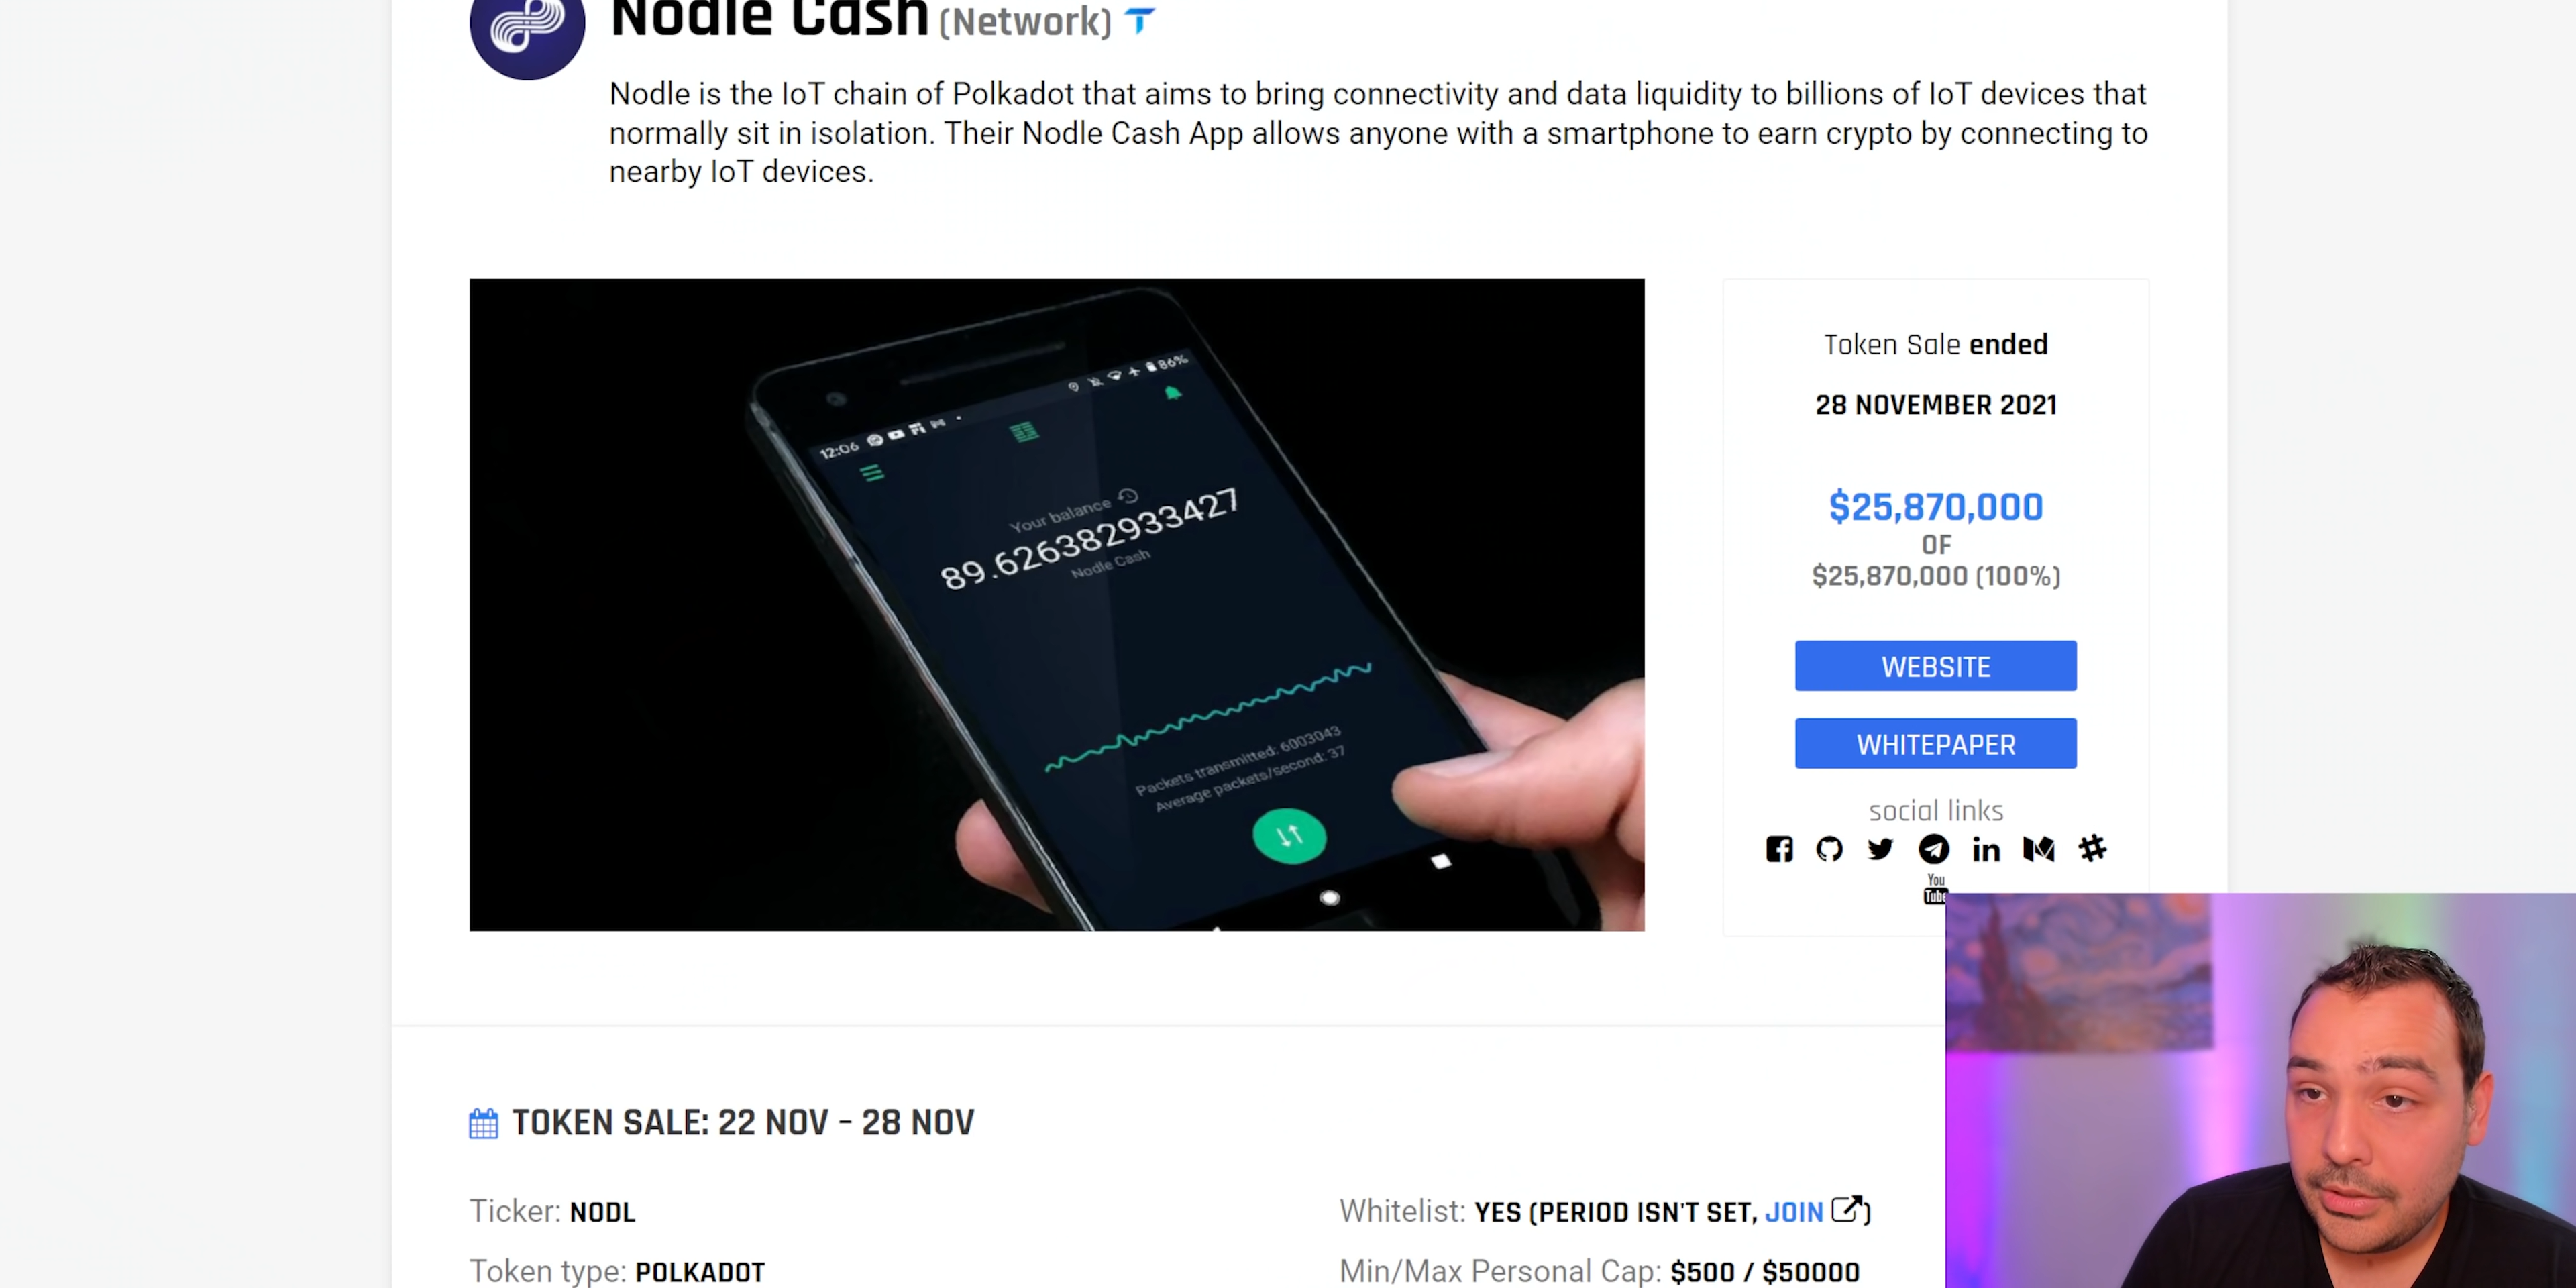 Nodle Cash (Network)
Nodle is the IoT chain of Polkadot that aims to bring connectivity and data liquidity to billions of IoT devices that
normally sit in isolation. Their Nodle Cash App allows anyone with a smartphone to earn crypto by connecting to
nearby IoT devices.
12:06
86%
Your balance
89.626382933427
Nodle Cash
Packets transmitted: 6003043
Average packets/second: 37
Token Sale ended
28 NOVEMBER 2021
$25,870,000
OF
$25,870,000 (100%)
WEBSITE
WHITEPAPER
social links
You
Tube
TOKEN SALE: 22 NOV – 28 NOV
Ticker: NODL
Whitelist: YES (PERIOD ISN'T SET, JOIN )
Token type: POLKADOT
Min/Max Personal Cap: $500 / $50000